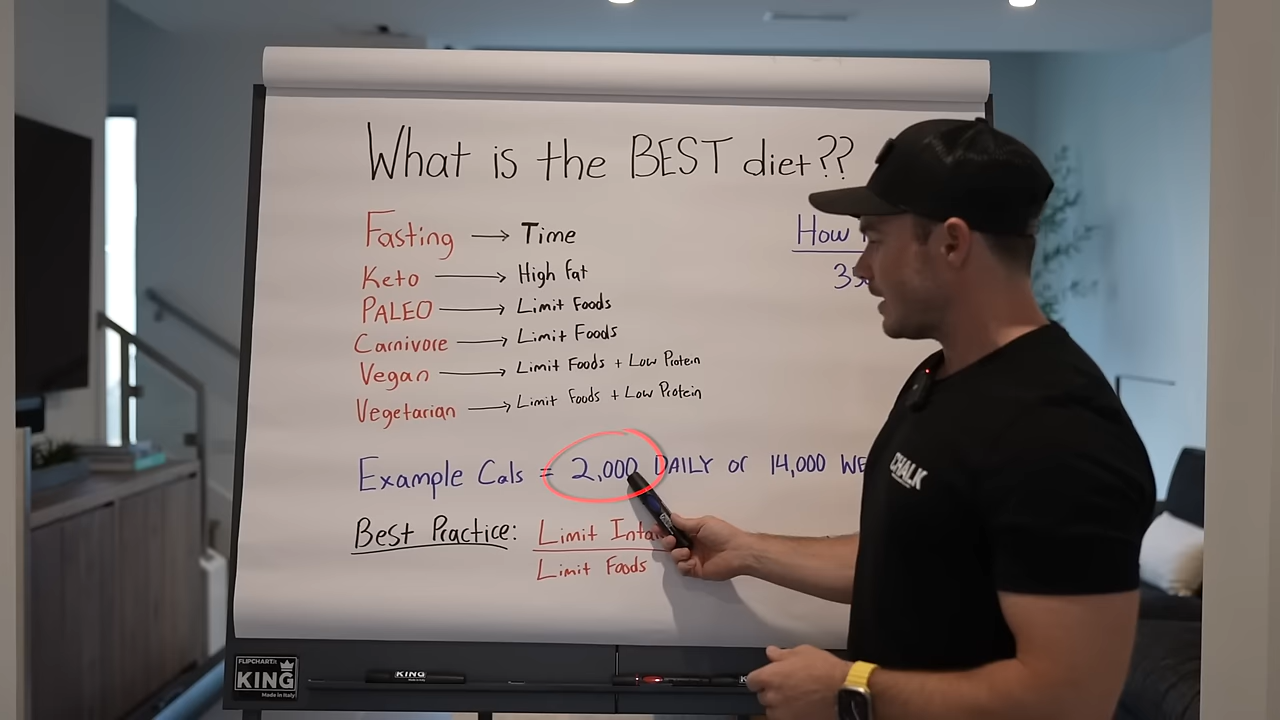 What is the BEST diet??
Fasting → Time
Keto → High Fat
PALEO → Limit Foods
Carnivore → Limit Foods
Vegan → Limit Foods + Low Protein
Vegetarian → Limit Foods + Low Protein
How
Example Cals = 2,000 DAILY or 14,000 WE
Best Practice: Limit
Limit Foods
CHALK
FLIPCHART.it
KING
Made in Italy
KING